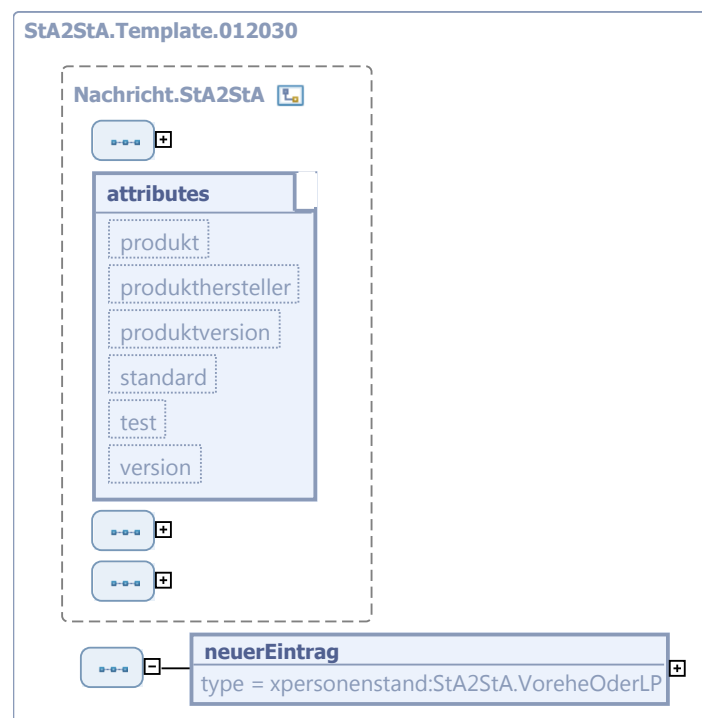 StA2StA.Template.012030
Nachricht.StA2StA
attributes
produkt
produkthersteller
produktversion
standard
test
version
neuerEintrag
type = xpersonenstand:StA2StA.VoreheOderLP